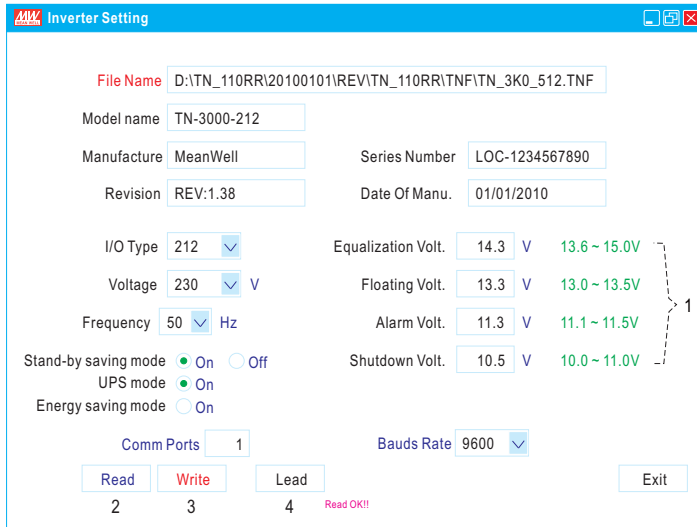 MW MEAN WELL Inverter Setting
File Name D:\TN_110RR\20100101\REV\TN_110RR\TNF\TN_3K0_512.TNF
Model name TN-3000-212
Manufacture MeanWell Series Number LOC-1234567890
Revision REV:1.38 Date Of Manu. 01/01/2010
I/O Type 212 Equalization Volt. 14.3 V 13.6 ~ 15.0V
Voltage 230 V Floating Volt. 13.3 V 13.0 ~ 13.5V
1
Frequency 50 Hz Alarm Volt. 11.3 V 11.1 ~ 11.5V
Stand-by saving mode On Off Shutdown Volt. 10.5 V 10.0 ~ 11.0V
UPS mode On
Energy saving mode On
Comm Ports 1 Bauds Rate 9600
Read Write Lead Exit
2 3 4 Read OK!!